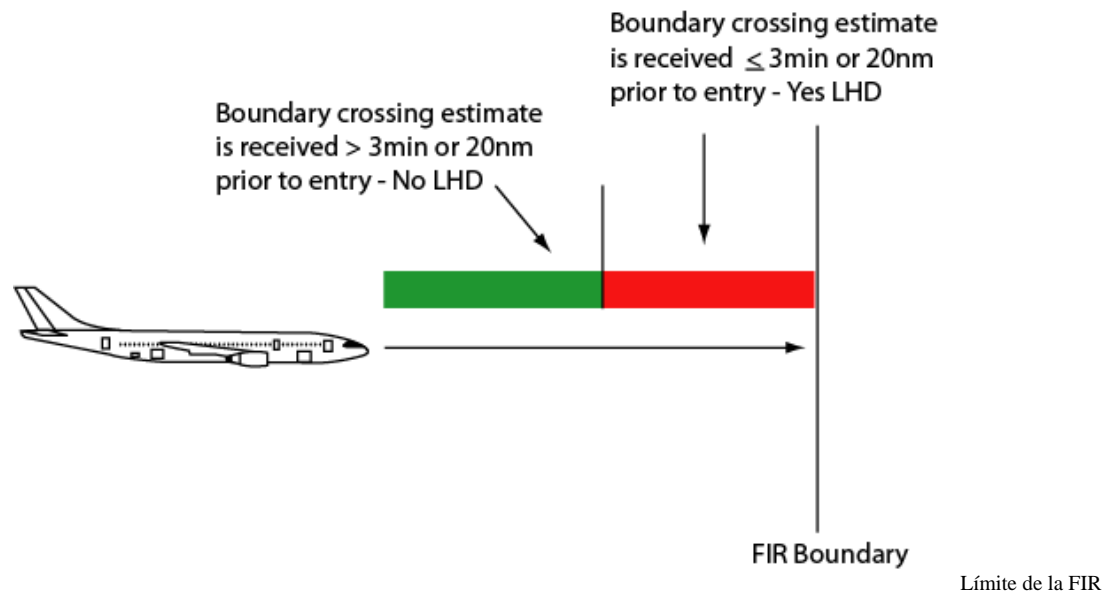 Boundary crossing estimate
is received ≤ 3min or 20nm
prior to entry - Yes LHD
Boundary crossing estimate
is received > 3min or 20nm
prior to entry - No LHD
FIR Boundary
Límite de la FIR